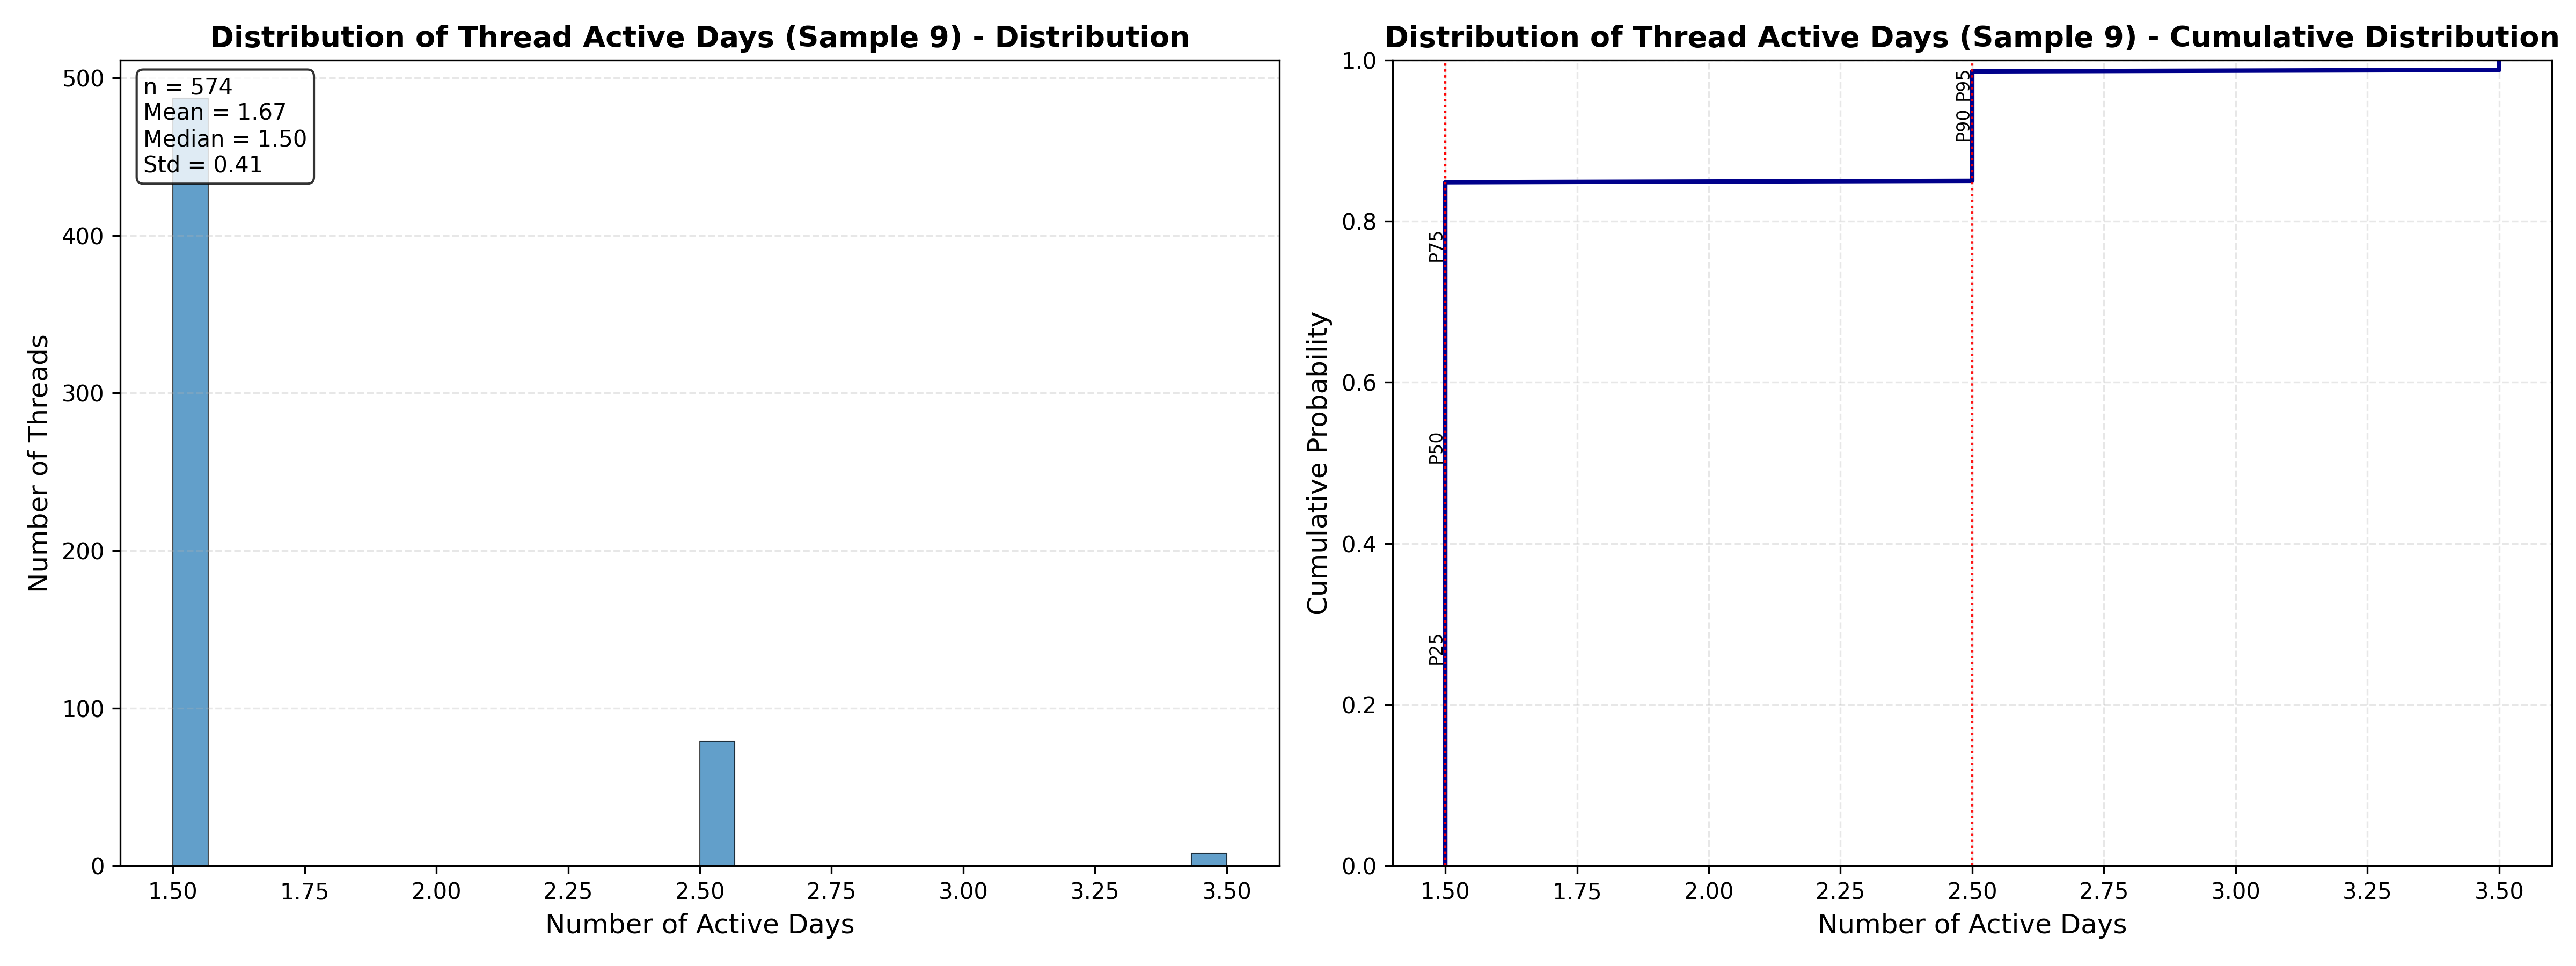 Distribution of Thread Active Days (Sample 9) - Distribution
n = 574
Mean = 1.67
Median = 1.50
Std = 0.41
500
400
300
200
100
0
Number of Threads
1.50 1.75 2.00 2.25 2.50 2.75 3.00 3.25 3.50
Number of Active Days
Distribution of Thread Active Days (Sample 9) - Cumulative Distribution
1.0
0.8
0.6
0.4
0.2
0.0
Cumulative Probability
P95
P90
P75
P50
P25
1.50 1.75 2.00 2.25 2.50 2.75 3.00 3.25 3.50
Number of Active Days